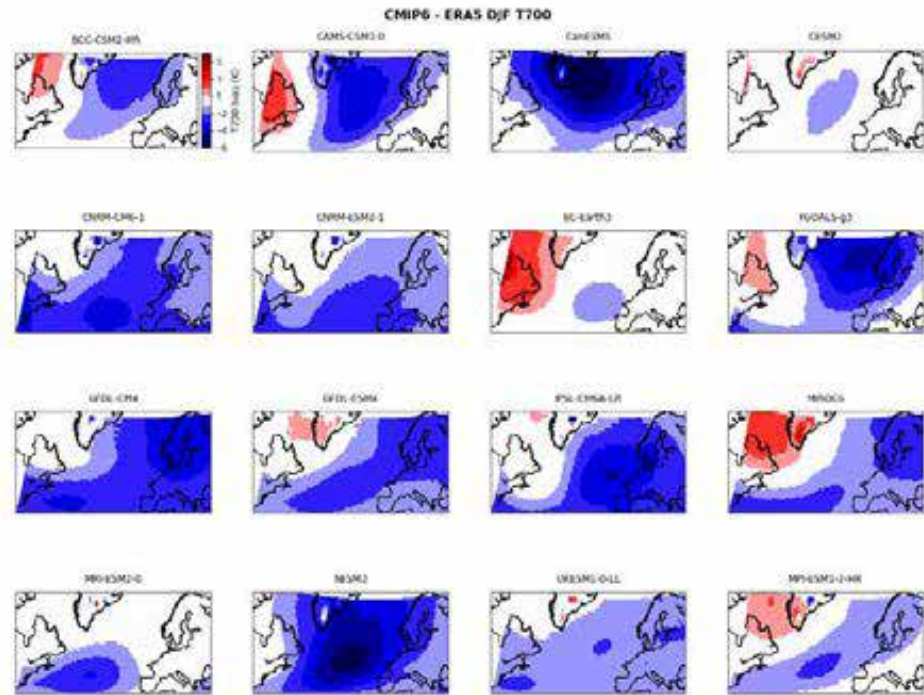 CMIP6 - ERA5 DJF T700
BCC-CSM2-MR
CAMS-CSM1-0
CanESM5
CESM2
T700 bias (K)
CNRM-CM6-1
CNRM-ESM2-1
EC-Earth3
FGOALS-g3
GFDL-CM4
GFDL-ESM4
IPSL-CM6A-LR
MIROC6
MRI-ESM2-0
NESM3
UKESM1-0-LL
MPI-ESM1-2-HR